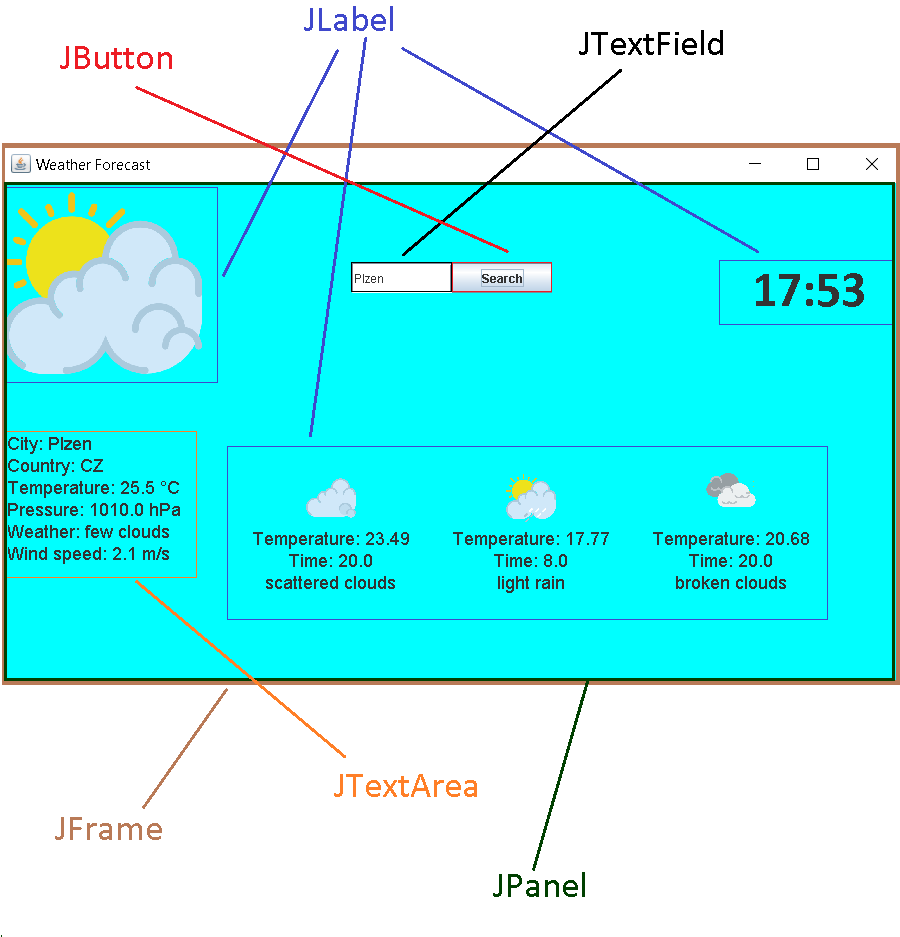 JLabel
JButton
JTextField
Weather Forecast
Plzen
Search
17:53
City: Plzen
Country: CZ
Temperature: 25.5 °C
Pressure: 1010.0 hPa
Weather: few clouds
Wind speed: 2.1 m/s
Temperature: 23.49
Time: 20.0
scattered clouds
Temperature: 17.77
Time: 8.0
light rain
Temperature: 20.68
Time: 20.0
broken clouds
JTextArea
JFrame
JPanel
.